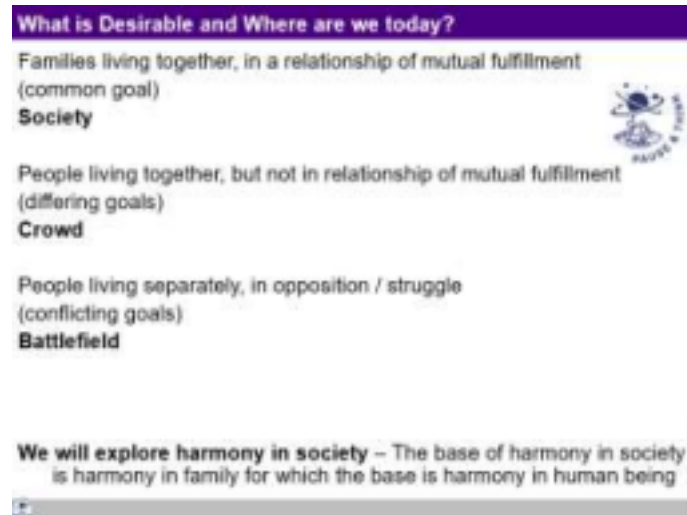 What is Desirable and Where are we today?
Families living together, in a relationship of mutual fulfillment
(common goal)
Society
PAUSE & THINK
People living together, but not in relationship of mutual fulfillment
(differing goals)
Crowd
People living separately, in opposition / struggle
(conflicting goals)
Battlefield
We will explore harmony in society – The base of harmony in society
is harmony in family for which the base is harmony in human being